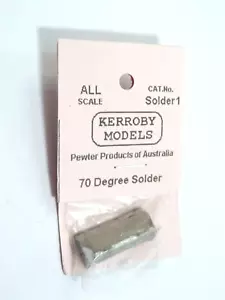 ALL
SCALE
CAT.No.
Solder1
KERROBY
MODELS
Pewter Products of Australia
70 Degree Solder